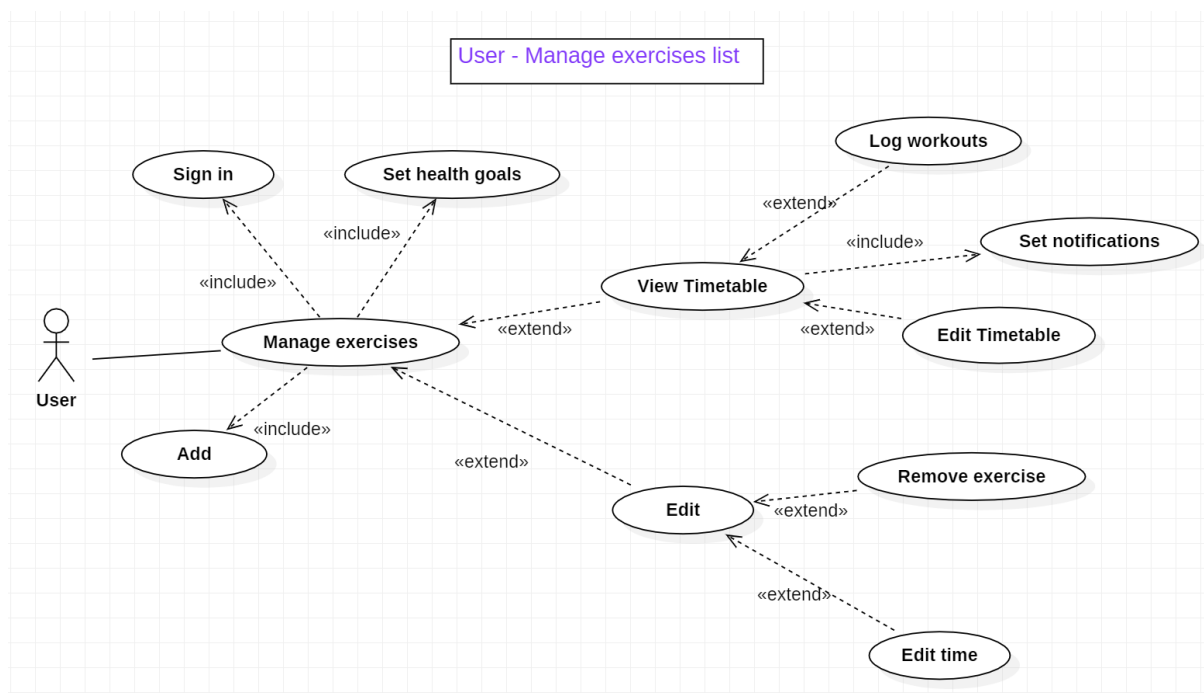 User - Manage exercises list
Log workouts
Sign in
Set health goals
«extend»
«include»
«include»
Set notifications
«include»
View Timetable
«extend»
«extend»
Edit Timetable
Manage exercises
User
«include»
Add
«extend»
Remove exercise
Edit
«extend»
«extend»
Edit time